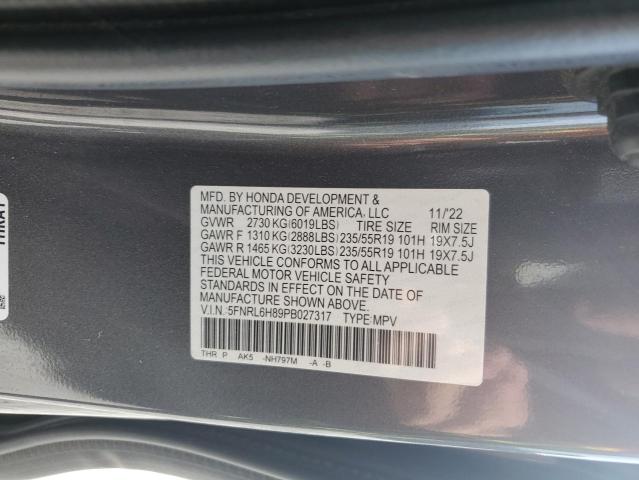 MFD. BY HONDA DEVELOPMENT &
MANUFACTURING OF AMERICA, LLC 11/'22
GVWR 2730 KG (6019LBS) TIRE SIZE RIM SIZE
GAWR F 1310 KG (2888LBS) 235/55R19 101H 19X7.5J
GAWR R 1465 KG (3230LBS) 235/55R19 101H 19X7.5J
THIS VEHICLE CONFORMS TO ALL APPLICABLE
FEDERAL MOTOR VEHICLE SAFETY
STANDARDS IN EFFECT ON THE DATE OF
MANUFACTURE SHOWN ABOVE.
V.I.N.:5FNRL6H89PB027317 TYPE:MPV
THR P AK5 -NH797M -A -B